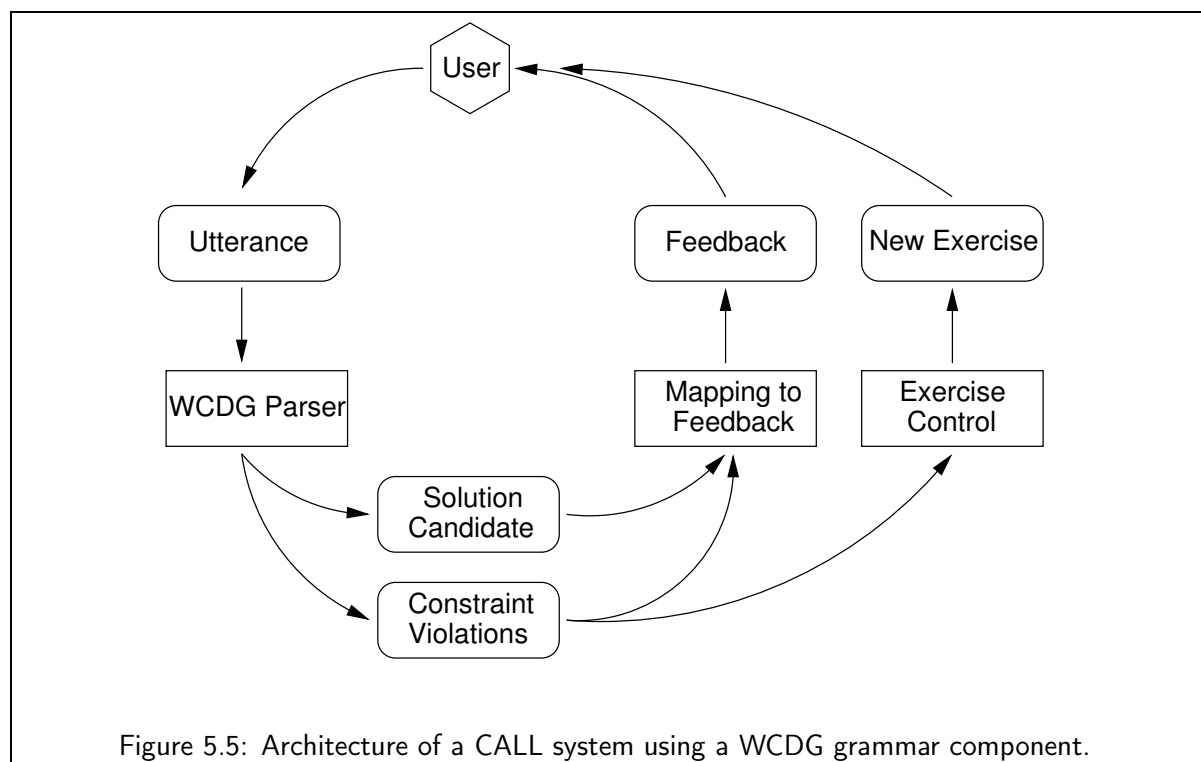 User
Utterance
Feedback
New Exercise
WCDG Parser
Mapping to
Feedback
Exercise
Control
Solution
Candidate
Constraint
Violations
Figure 5.5: Architecture of a CALL system using a WCDG grammar component.